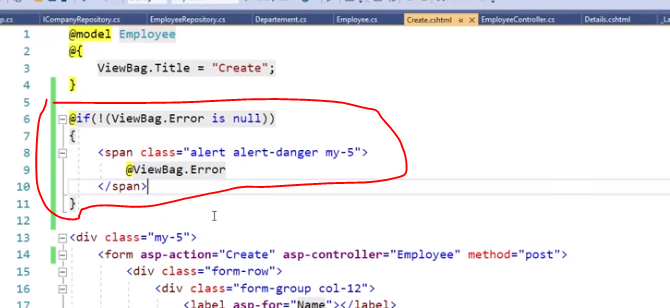 p.cs ICompanyRepository.cs EmployeeRepository.cs Departement.cs Employee.cs Create.cshtml EmployeeController.cs Details.cshtml _La
1 @model Employee
2 @{
3 ViewBag.Title = "Create";
4 }
5
6 @if(!(ViewBag.Error is null))
7 {
8 <span class="alert alert-danger my-5">
9 @ViewBag.Error
10 </span>
11 }
12
13 <div class="my-5">
14 <form asp-action="Create" asp-controller="Employee" method="post">
15 <div class="form-row">
16 <div class="form-group col-12">
17 <label asp-for="Name"></label>